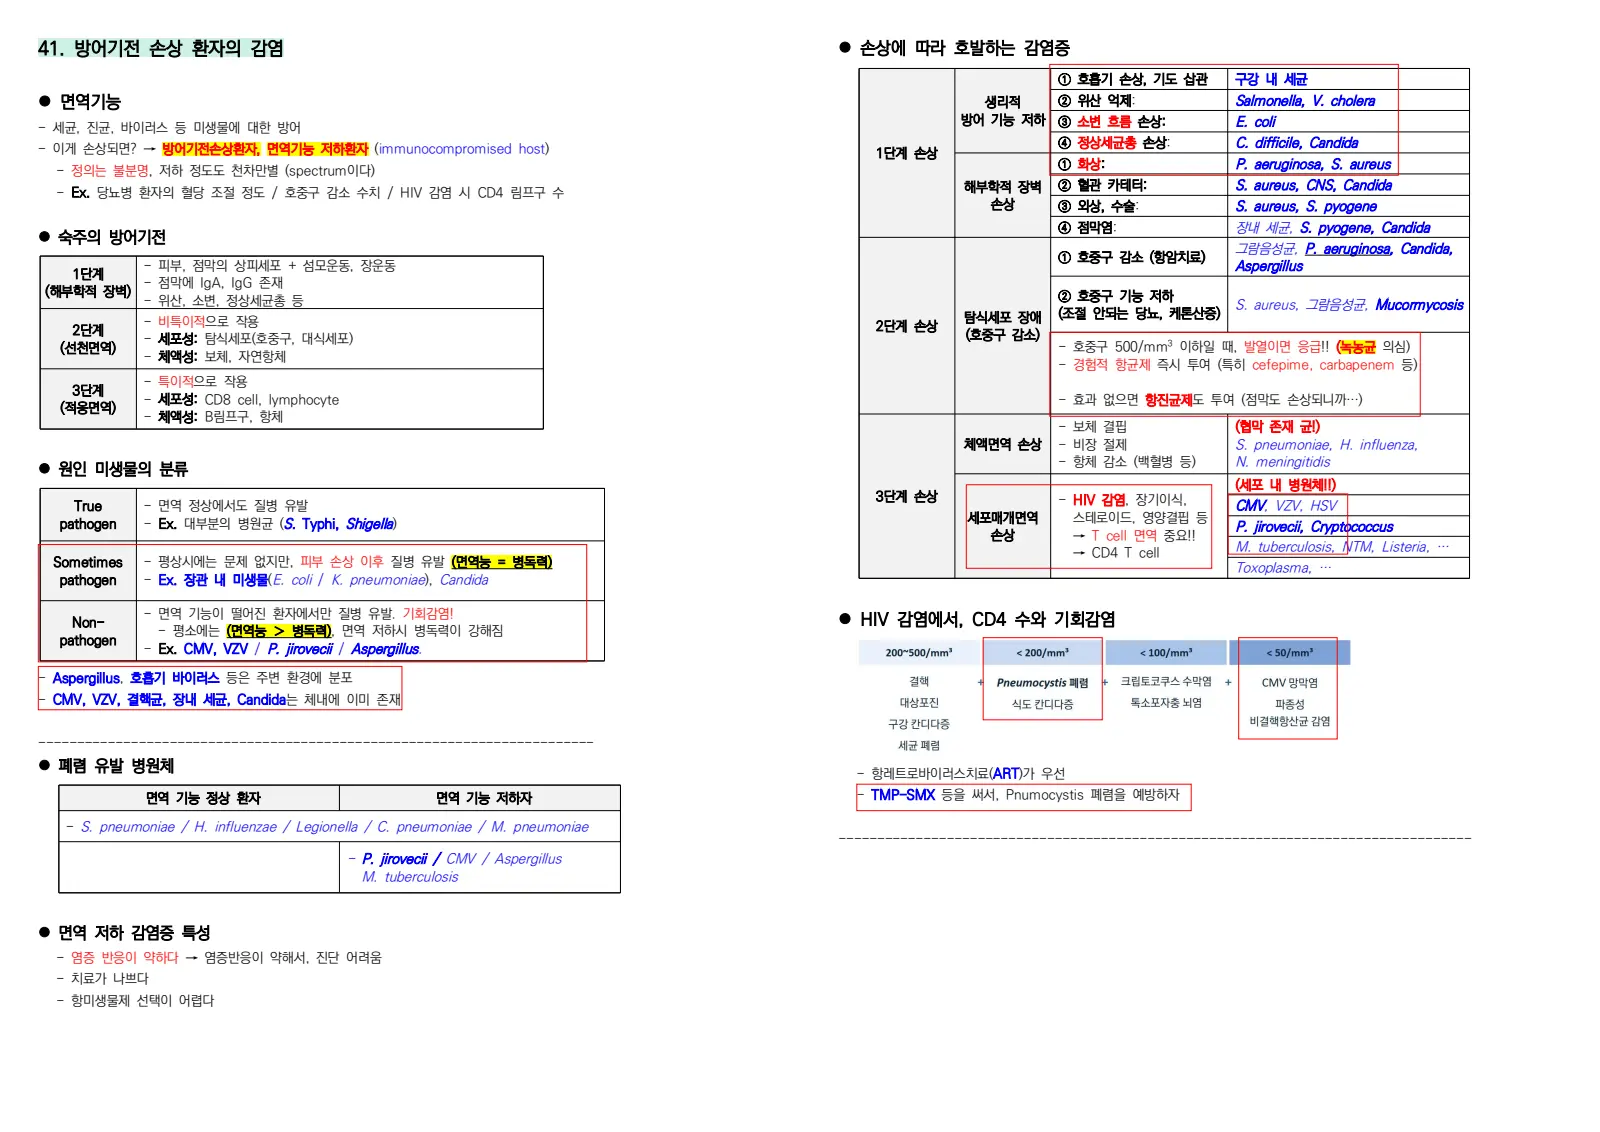 41. 방어기전 손상 환자의 감염
● 면역기능
- 세균, 진균, 바이러스 등 미생물에 대한 방어
- 이게 손상되면? → 방어기전손상환자, 면역기능 저하환자 (immunocompromised host)
- 정의는 불분명, 저하 정도도 천차만별 (spectrum이다)
- Ex. 당뇨병 환자의 혈당 조절 정도 / 호중구 감소 수치 / HIV 감염 시 CD4 림프구 수
● 숙주의 방어기전
1단계
(해부학적 장벽)
- 피부, 점막의 상피세포 + 섬모운동, 장운동
- 점막에 IgA, IgG 존재
- 위산, 소변, 정상세균총 등
2단계
(선천면역)
- 비특이적으로 작용
- 세포성: 탐식세포(호중구, 대식세포)
- 체액성: 보체, 자연항체
3단계
(적응면역)
- 특이적으로 작용
- 세포성: CD8 cell, lymphocyte
- 체액성: B림프구, 항체
● 원인 미생물의 분류
True
pathogen
- 면역 정상에서도 질병 유발
- Ex. 대부분의 병원균 (S. Typhi, Shigella)
Sometimes
pathogen
- 평상시에는 문제 없지만, 피부 손상 이후 질병 유발 (면역능 = 병독력)
- Ex. 장관 내 미생물(E. coli / K. pneumoniae), Candida
Non-
pathogen
- 면역 기능이 떨어진 환자에서만 질병 유발. 기회감염!
- 평소에는 (면역능 > 병독력), 면역 저하시 병독력이 강해짐
- Ex. CMV, VZV / P. jirovecii / Aspergillus.
- Aspergillus. 호흡기 바이러스 등은 주변 환경에 분포
- CMV, VZV, 결핵균, 장내 세균, Candida는 체내에 이미 존재
------------------------------------------------------------------------
● 폐렴 유발 병원체
면역 기능 정상 환자 면역 기능 저하자
- S. pneumoniae / H. influenzae / Legionella / C. pneumoniae / M. pneumoniae
- P. jirovecii / CMV / Aspergillus
M. tuberculosis
● 면역 저하 감염증 특성
- 염증 반응이 약하다 → 염증반응이 약해서, 진단 어려움
- 치료가 나쁘다
- 항미생물제 선택이 어렵다
● 손상에 따라 호발하는 감염증
1단계 손상
생리적
방어 기능 저하
① 호흡기 손상, 기도 삽관 구강 내 세균
② 위산 억제: Salmonella, V. cholera
③ 소변 흐름 손상: E. coli
④ 정상세균총 손상: C. difficile, Candida
해부학적 장벽
손상
① 화상: P. aeruginosa, S. aureus
② 혈관 카테터: S. aureus, CNS, Candida
③ 외상, 수술: S. aureus, S. pyogene
④ 점막염: 장내 세균, S. pyogene, Candida
2단계 손상
탐식세포 장애
(호중구 감소)
① 호중구 감소 (항암치료)
그람음성균, P. aeruginosa, Candida,
Aspergillus
② 호중구 기능 저하
(조절 안되는 당뇨, 케톤산증)
S. aureus, 그람음성균, Mucormycosis
- 호중구 500/mm³ 이하일 때, 발열이면 응급!! (녹농균 의심)
- 경험적 항균제 즉시 투여 (특히 cefepime, carbapenem 등)
- 효과 없으면 항진균제도 투여 (점막도 손상되니까…)
3단계 손상
체액면역 손상
- 보체 결핍
- 비장 절제
- 항체 감소 (백혈병 등)
(협막 존재 균!)
S. pneumoniae, H. influenza,
N. meningitidis
세포매개면역
손상
- HIV 감염. 장기이식,
스테로이드, 영양결핍 등
→ T cell 면역 중요!!
→ CD4 T cell
(세포 내 병원체!!)
CMV, VZV, HSV
P. jirovecii, Cryptococcus
M. tuberculosis, NTM, Listeria, …
Toxoplasma, …
● HIV 감염에서, CD4 수와 기회감염
200~500/mm³ < 200/mm³ < 100/mm³ < 50/mm³
결핵 + Pneumocystis 폐렴 + 크립토코쿠스 수막염 + CMV 망막염
대상포진 식도 칸디다증 톡소포자충 뇌염 파종성
구강 칸디다증 비결핵항산균 감염
세균 폐렴
- 항레트로바이러스치료(ART)가 우선
- TMP-SMX 등을 써서, Pnumocystis 폐렴을 예방하자
----------------------------------------------------------------------------------